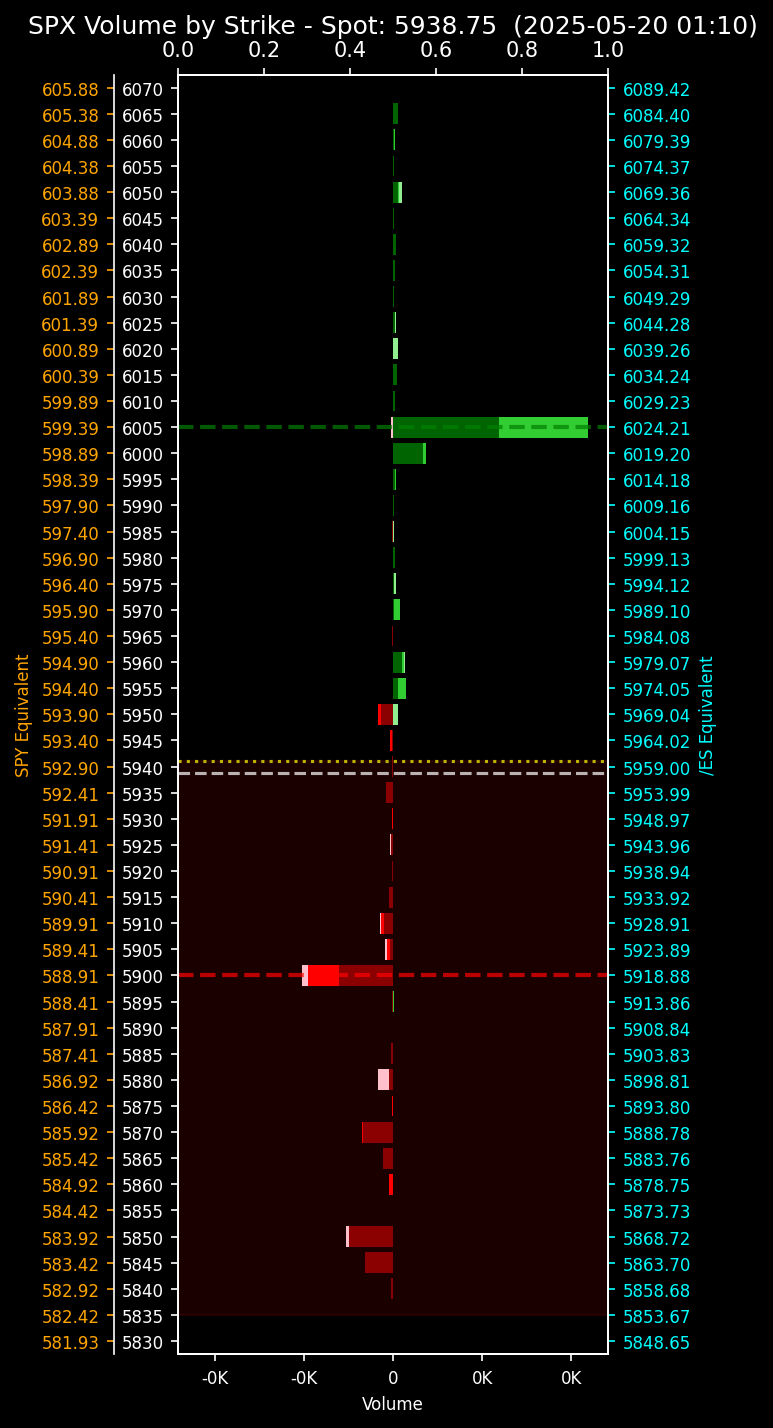 SPX Volume by Strike - Spot: 5938.75  (2025-05-20 01:10)
0.0 0.2 0.4 0.6 0.8 1.0
605.88 6070 6089.42
605.38 6065 6084.40
604.88 6060 6079.39
604.38 6055 6074.37
603.88 6050 6069.36
603.39 6045 6064.34
602.89 6040 6059.32
602.39 6035 6054.31
601.89 6030 6049.29
601.39 6025 6044.28
600.89 6020 6039.26
600.39 6015 6034.24
599.89 6010 6029.23
599.39 6005 6024.21
598.89 6000 6019.20
598.39 5995 6014.18
597.90 5990 6009.16
597.40 5985 6004.15
596.90 5980 5999.13
596.40 5975 5994.12
595.90 5970 5989.10
595.40 5965 5984.08
594.90 5960 5979.07
594.40 5955 5974.05
593.90 5950 5969.04
593.40 5945 5964.02
592.90 5940 5959.00
592.41 5935 5953.99
591.91 5930 5948.97
591.41 5925 5943.96
590.91 5920 5938.94
590.41 5915 5933.92
589.91 5910 5928.91
589.41 5905 5923.89
588.91 5900 5918.88
588.41 5895 5913.86
587.91 5890 5908.84
587.41 5885 5903.83
586.92 5880 5898.81
586.42 5875 5893.80
585.92 5870 5888.78
585.42 5865 5883.76
584.92 5860 5878.75
584.42 5855 5873.73
583.92 5850 5868.72
583.42 5845 5863.70
582.92 5840 5858.68
582.42 5835 5853.67
581.93 5830 5848.65
SPY Equivalent
/ES Equivalent
-0K -0K 0 0K 0K
Volume